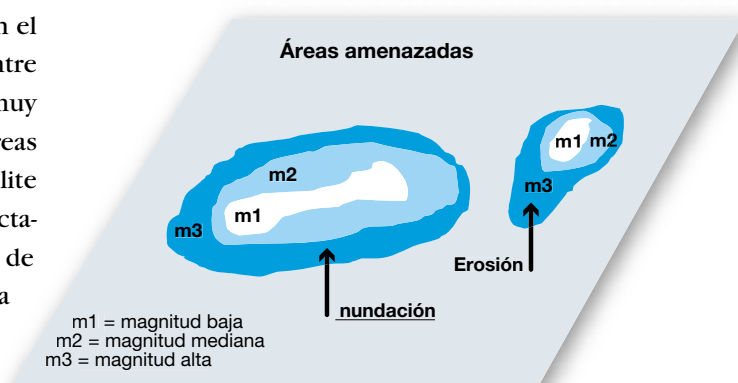 n el
ntre
muy
reas
lite
cta-
de
a
Áreas amenazadas
m1 m2
m2
m3
m1
m3
Erosión
nundación
m1 = magnitud baja
m2 = magnitud mediana
m3 = magnitud alta